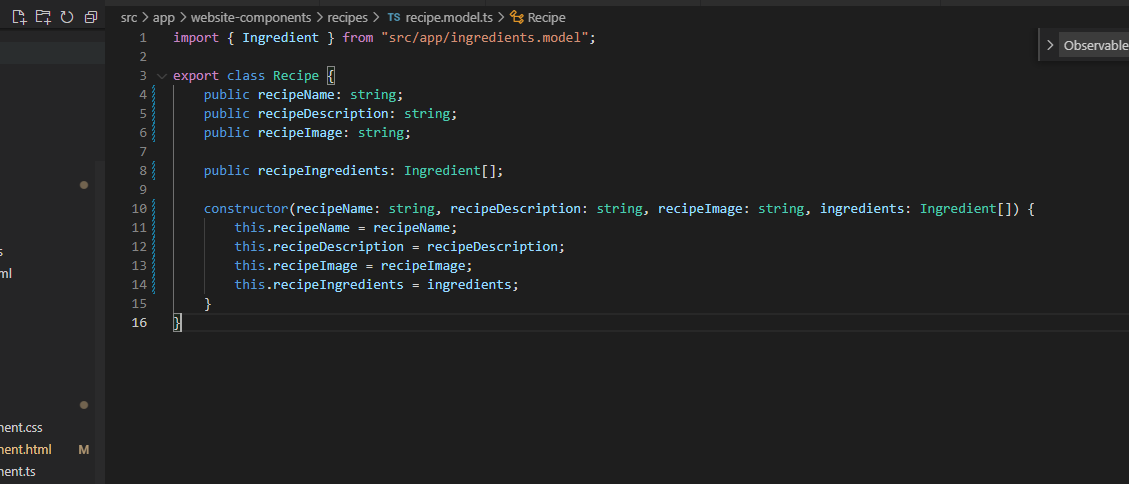 src > app > website-components > recipes > TS recipe.model.ts > Recipe
Observable
1 import { Ingredient } from "src/app/ingredients.model";
2
3 export class Recipe {
4     public recipeName: string;
5     public recipeDescription: string;
6     public recipeImage: string;
7
8     public recipeIngredients: Ingredient[];
9
10     constructor(recipeName: string, recipeDescription: string, recipeImage: string, ingredients: Ingredient[]) {
11         this.recipeName = recipeName;
12         this.recipeDescription = recipeDescription;
13         this.recipeImage = recipeImage;
14         this.recipeIngredients = ingredients;
15     }
16 }
s
ml
nent.css
nent.html M
nent.ts